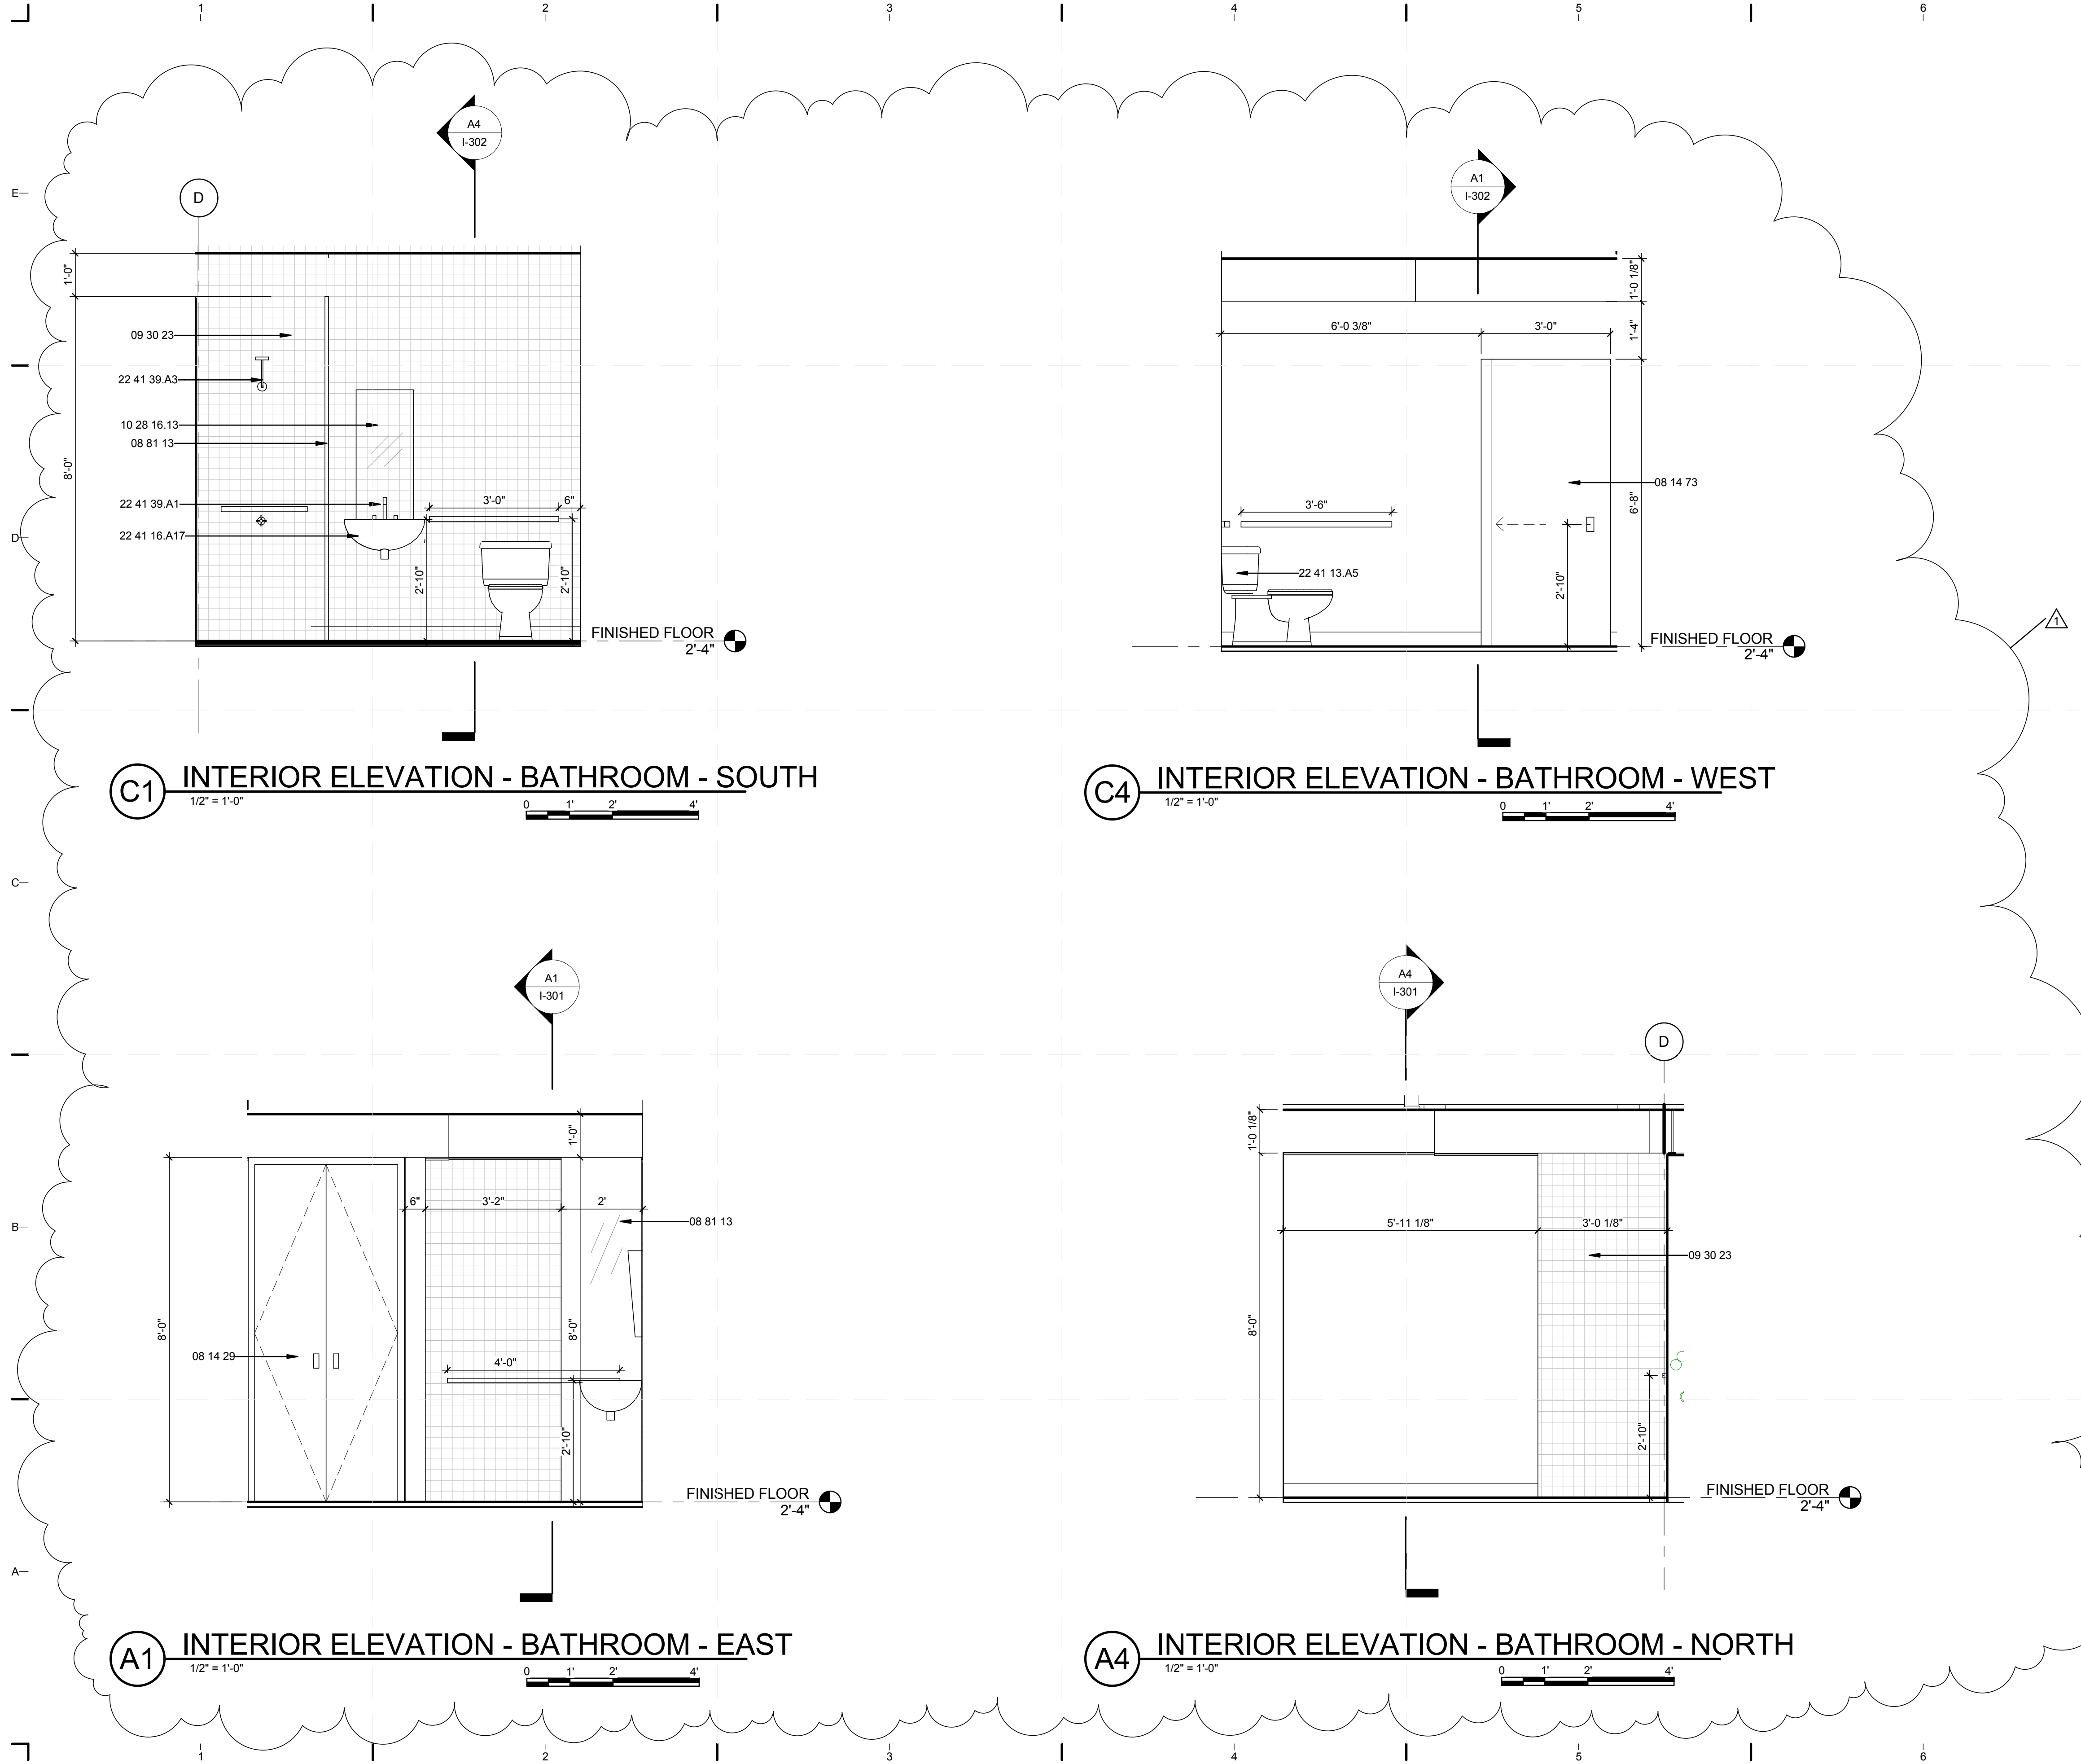 1 2 3 4 5 6
E
D
C
B
A
A4
I-302
D
1'-0"
8'-0"
09 30 23
22 41 39.A3
10 28 16.13
08 81 13
22 41 39.A1
22 41 16.A17
3'-0" 6"
2'-10"
2'-10"
FINISHED FLOOR
2'-4"
C1 INTERIOR ELEVATION - BATHROOM - SOUTH
1/2" = 1'-0"
0 1' 2' 4'
A1
I-302
1'-0 1/8"
1'-4"
6'-0 3/8" 3'-0"
08 14 73
6'-8"
3'-6"
22 41 13.A5
2'-10"
FINISHED FLOOR
2'-4"
1
C4 INTERIOR ELEVATION - BATHROOM - WEST
1/2" = 1'-0"
0 1' 2' 4'
A1
I-301
1'-0"
6" 3'-2" 2'
08 81 13
8'-0"
8'-0"
08 14 29
4'-0"
2'-10"
FINISHED FLOOR
2'-4"
A1 INTERIOR ELEVATION - BATHROOM - EAST
1/2" = 1'-0"
0 1' 2' 4'
A4
I-301
D
1'-0 1/8"
5'-11 1/8" 3'-0 1/8"
09 30 23
8'-0"
2'-10"
FINISHED FLOOR
2'-4"
A4 INTERIOR ELEVATION - BATHROOM - NORTH
1/2" = 1'-0"
0 1' 2' 4'
1 2 3 4 5 6